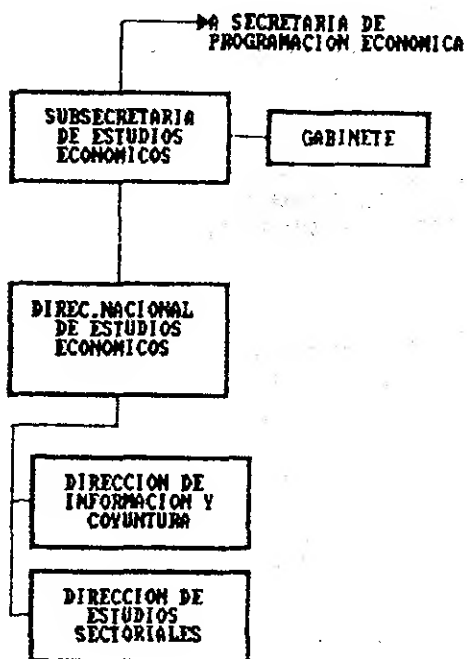 A SECRETARIA DE
PROGRAMACION ECONOMICA
SUBSECRETARIA
DE ESTUDIOS
ECONOMICOS
GABINETE
DIREC.NACIONAL
DE ESTUDIOS
ECONOMICOS
DIRECCION DE
INFORMACION Y
COYUNTURA
DIRECCION DE
ESTUDIOS
SECTORIALES